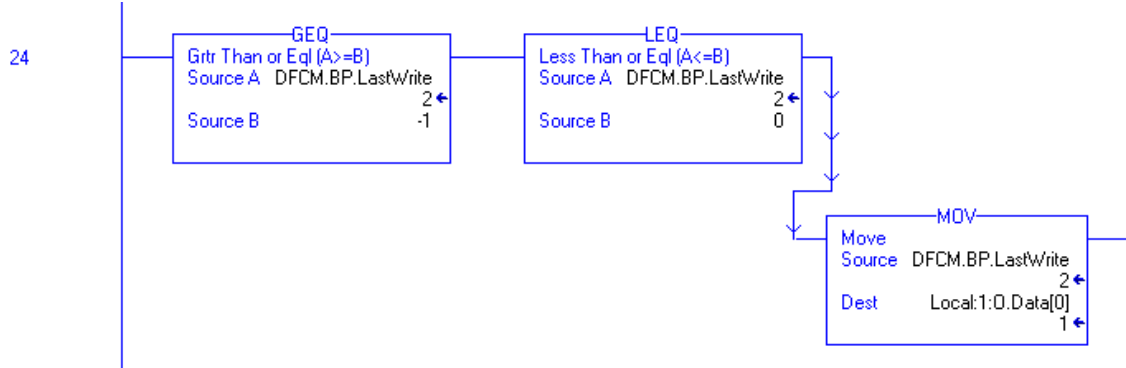 24
GEQ
Grtr Than or Eql (A>=B)
Source A DFCM.BP.LastWrite
2
Source B -1
LEQ
Less Than or Eql (A<=B)
Source A DFCM.BP.LastWrite
2
Source B 0
MOV
Move
Source DFCM.BP.LastWrite
2
Dest Local:1:O.Data[0]
1